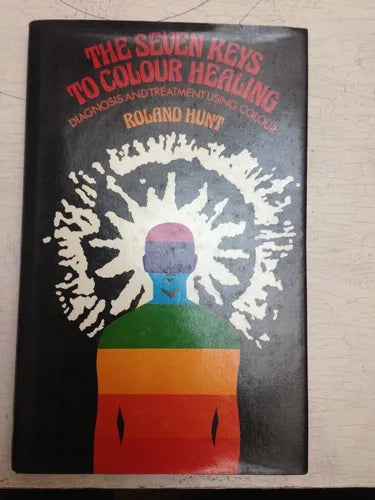 THE SEVEN KEYS
TO COLOUR HEALING
DIAGNOSIS AND TREATMENT USING COLOUR
ROLAND HUNT